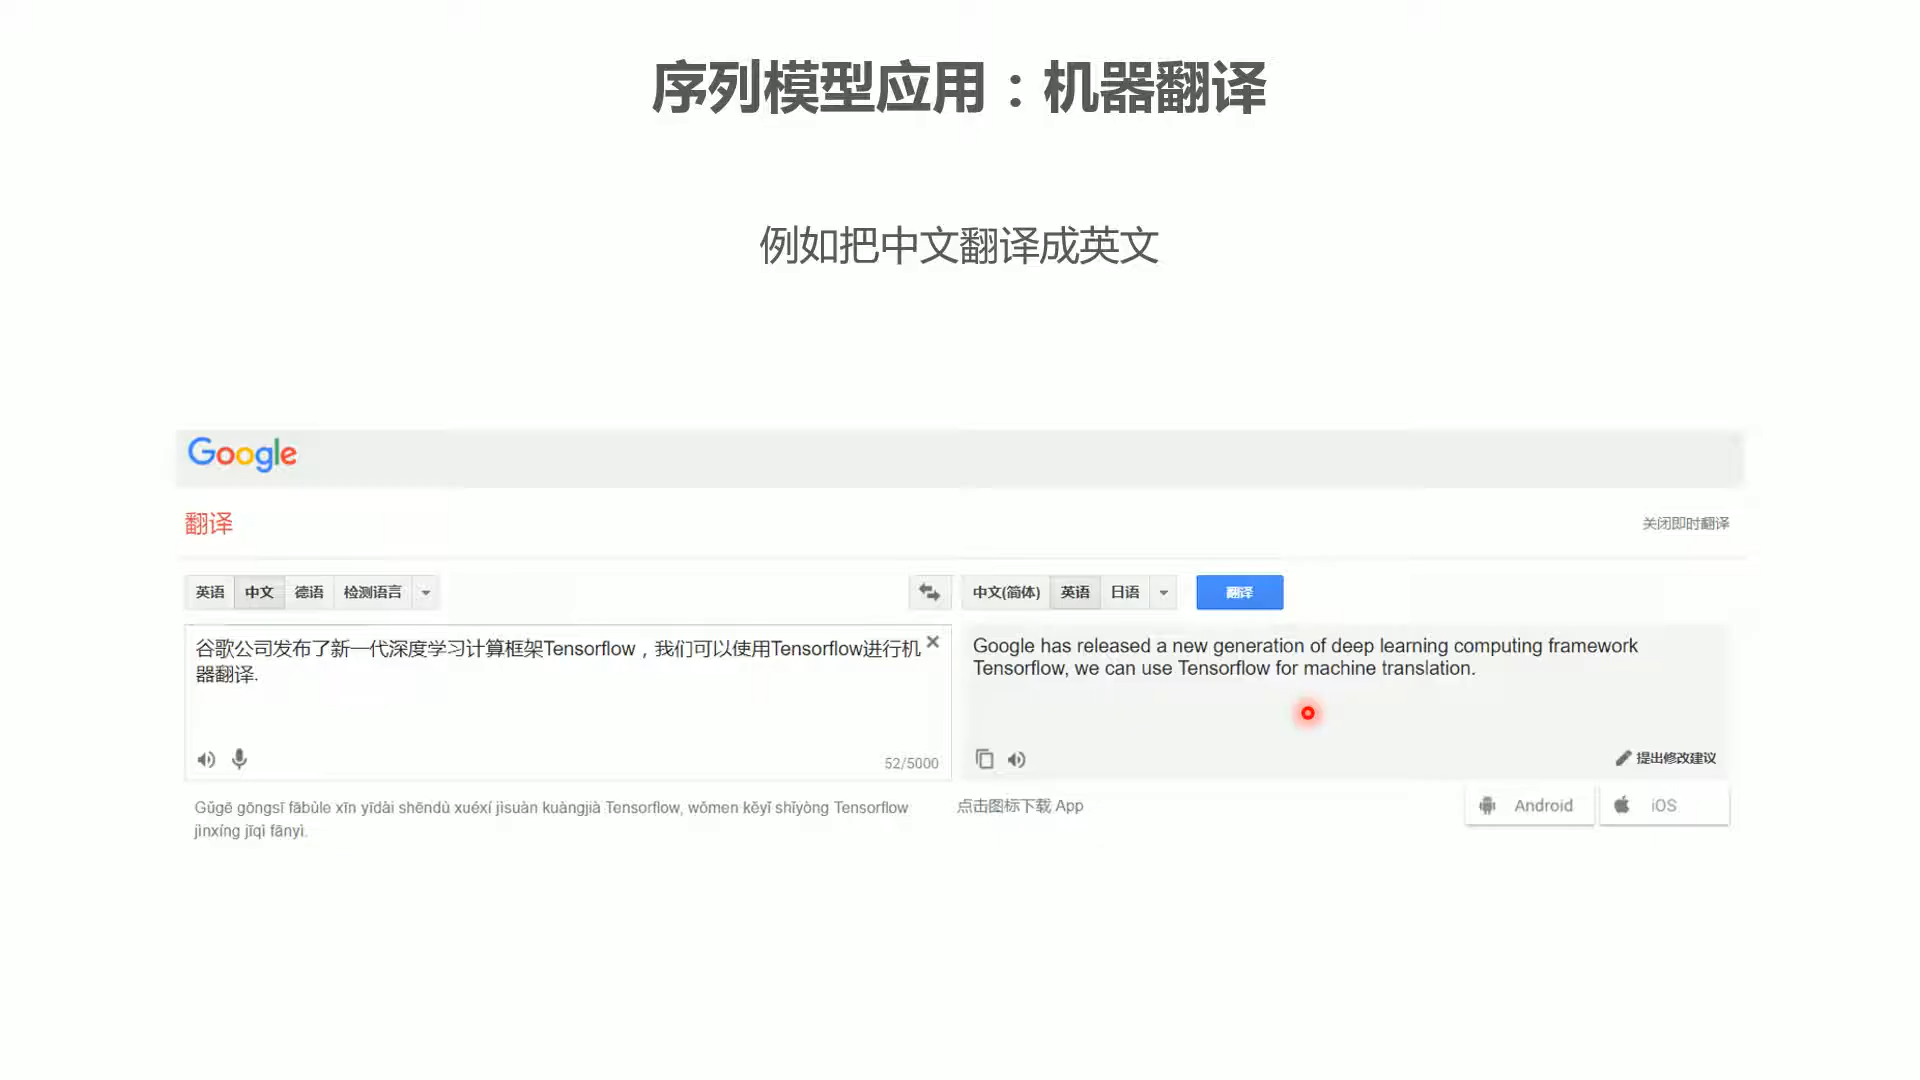 序列模型应用：机器翻译
例如把中文翻译成英文
Google
翻译
关闭即时翻译
英语 中文 德语 检测语言
中文(简体) 英语 日语 翻译
谷歌公司发布了新一代深度学习计算框架Tensorflow，我们可以使用Tensorflow进行机
器翻译.
52/5000
Google has released a new generation of deep learning computing framework
Tensorflow, we can use Tensorflow for machine translation.
提出修改建议
Gǔgē gōngsī fābùle xīn yīdài shēndù xuéxí jìsuàn kuàngjià Tensorflow, wǒmen kěyǐ shǐyòng Tensorflow
jìnxíng jīqì fānyì.
点击图标下载 App
Android
iOS